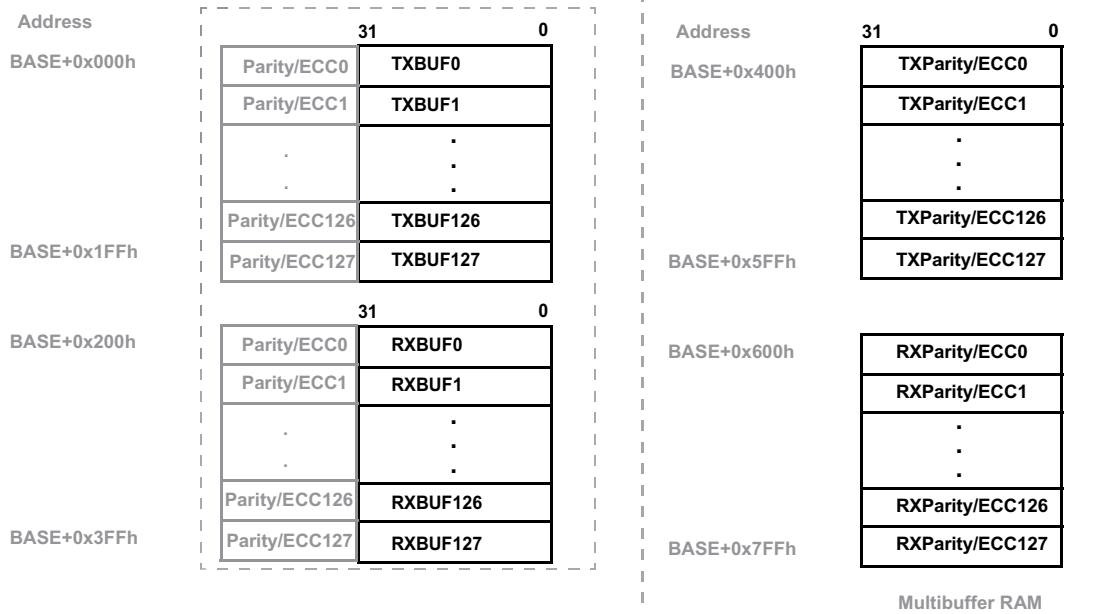 Address
31 0
BASE+0x000h Parity/ECC0 TXBUF0
Parity/ECC1 TXBUF1
. .
. .
.
Parity/ECC126 TXBUF126
BASE+0x1FFh Parity/ECC127 TXBUF127
31 0
BASE+0x200h Parity/ECC0 RXBUF0
Parity/ECC1 RXBUF1
. .
. .
.
Parity/ECC126 RXBUF126
BASE+0x3FFh Parity/ECC127 RXBUF127
Address 31 0
BASE+0x400h TXParity/ECC0
TXParity/ECC1
.
.
.
TXParity/ECC126
BASE+0x5FFh TXParity/ECC127
BASE+0x600h RXParity/ECC0
RXParity/ECC1
.
.
.
RXParity/ECC126
BASE+0x7FFh RXParity/ECC127
Multibuffer RAM